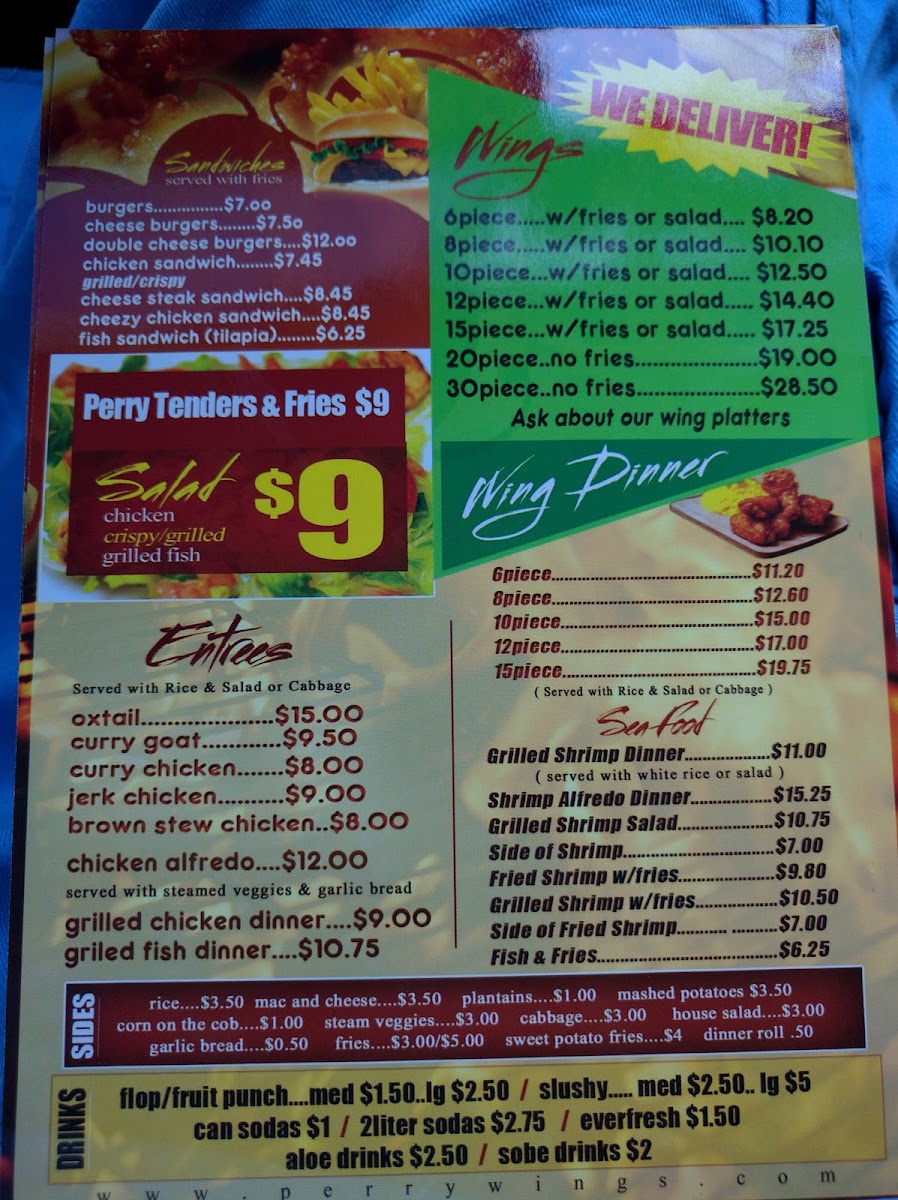 Sandwiches
served with fries
burgers...............$7.00
cheese burgers........$7.50
double cheese burgers....$12.00
chicken sandwich........$7.45
grilled/crispy
cheese steak sandwich....$8.45
cheezy chicken sandwich....$8.45
fish sandwich (tilapia)........$6.25
Perry Tenders & Fries $9
Salad $9
chicken
crispy/grilled
grilled fish
Entrees
Served with Rice & Salad or Cabbage
oxtail......................$15.00
curry goat.............$9.50
curry chicken.......$8.00
jerk chicken..........$9.00
brown stew chicken..$8.00
chicken alfredo....$12.00
served with steamed veggies & garlic bread
grilled chicken dinner....$9.00
griled fish dinner....$10.75
WE DELIVER!
Wings
6piece.....w/fries or salad.... $8.20
8piece.....w/fries or salad.... $10.10
10piece...w/fries or salad.... $12.50
12piece...w/fries or salad..... $14.40
15piece...w/fries or salad..... $17.25
20piece..no fries....................$19.00
30piece..no fries....................$28.50
Ask about our wing platters
Wing Dinner
6piece............................................$11.20
8piece............................................$12.60
10piece..........................................$15.00
12piece..........................................$17.00
15piece..........................................$19.75
( Served with Rice & Salad or Cabbage )
Sea food
Grilled Shrimp Dinner...................$11.00
( served with white rice or salad )
Shrimp Alfredo Dinner..................$15.25
Grilled Shrimp Salad.....................$10.75
Side of Shrimp.................................$7.00
Fried Shrimp w/fries.....................$9.80
Grilled Shrimp w/fries..................$10.50
Side of Fried Shrimp........... ..........$7.00
Fish & Fries.......................................$6.25
SIDES
rice....$3.50 mac and cheese....$3.50 plantains....$1.00 mashed potatoes $3.50
corn on the cob....$1.00 steam veggies....$3.00 cabbage....$3.00 house salad....$3.00
garlic bread....$0.50 fries....$3.00/$5.00 sweet potato fries....$4 dinner roll .50
DRINKS
flop/fruit punch....med $1.50..lg $2.50 / slushy..... med $2.50.. lg $5
can sodas $1 / 2liter sodas $2.75 / everfresh $1.50
aloe drinks $2.50 / sobe drinks $2
www.perrywings.com